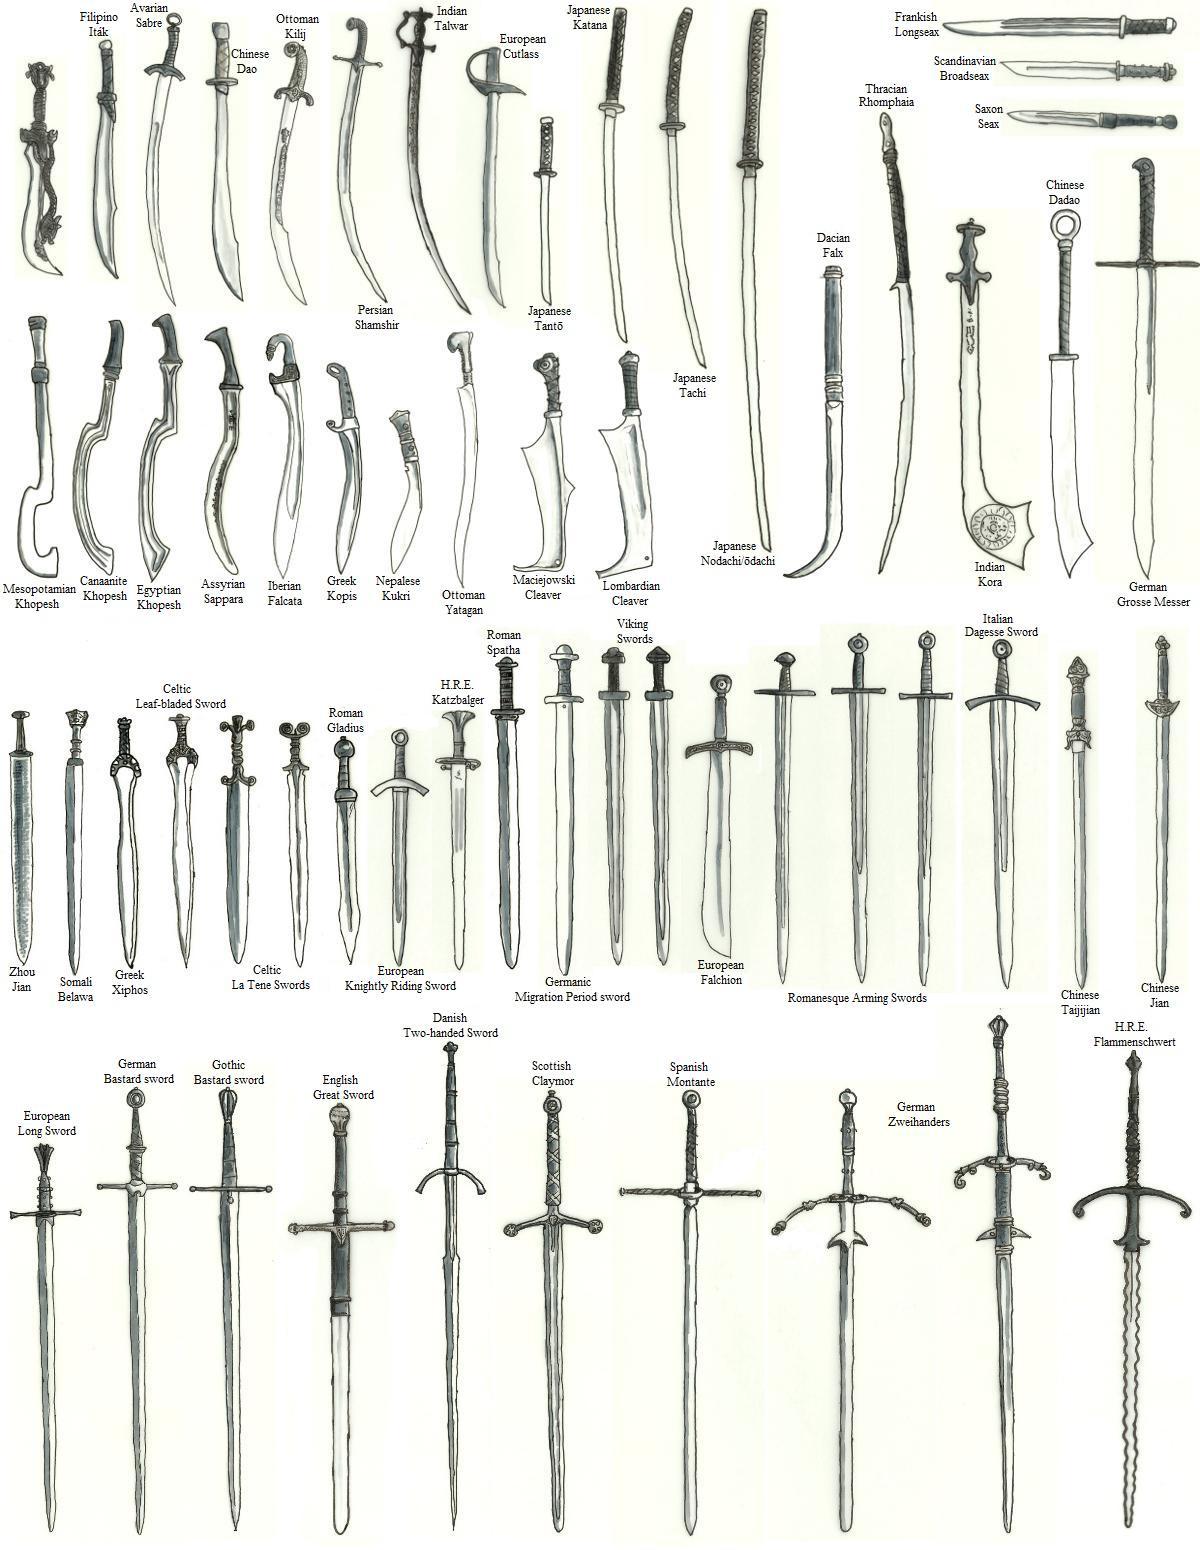 Filipino
Iták
Avarian
Sabre
Chinese
Dao
Ottoman
Kilij
Persian
Shamshir
Indian
Talwar
European
Cutlass
Japanese
Tantō
Japanese
Katana
Japanese
Tachi
Japanese
Nodachi/ōdachi
Dacian
Falx
Thracian
Rhomphaia
Frankish
Longseax
Scandinavian
Broadseax
Saxon
Seax
Indian
Kora
Chinese
Dadao
German
Grosse Messer
Mesopotamian
Khopesh
Canaanite
Khopesh
Egyptian
Khopesh
Assyrian
Sappara
Iberian
Falcata
Greek
Kopis
Nepalese
Kukri
Ottoman
Yatagan
Maciejowski
Cleaver
Lombardian
Cleaver
Zhou
Jian
Somali
Belawa
Greek
Xiphos
Celtic
Leaf-bladed Sword
Celtic
La Tene Swords
Roman
Gladius
European
Knightly Riding Sword
H.R.E.
Katzbalger
Roman
Spatha
Germanic
Migration Period sword
Viking
Swords
European
Falchion
Romanesque Arming Swords
Italian
Dagesse Sword
Chinese
Taijijian
Chinese
Jian
European
Long Sword
German
Bastard sword
Gothic
Bastard sword
English
Great Sword
Danish
Two-handed Sword
Scottish
Claymor
Spanish
Montante
German
Zweihanders
H.R.E.
Flammenschwert